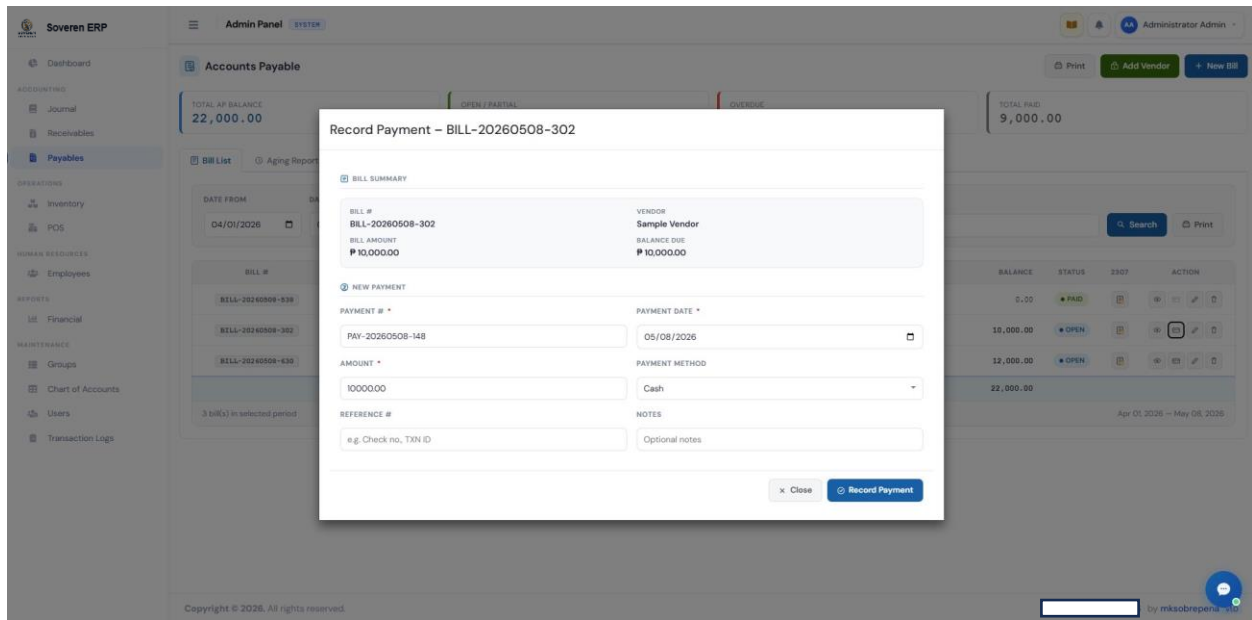 Soveren ERP
Admin Panel SYSTEM
AA Administrator Admin
Dashboard
ACCOUNTING
Journal
Receivables
Payables
OPERATIONS
Inventory
POS
HUMAN RESOURCES
Employees
REPORTS
Financial
MAINTENANCE
Groups
Chart of Accounts
Users
Transaction Logs
Accounts Payable
Print
Add Vendor
+ New Bill
TOTAL AP BALANCE
22,000.00
OPEN / PARTIAL
OVERDUE
TOTAL PAID
9,000.00
Bill List
Aging Report
DATE FROM
04/01/2026
Search
Print
BILL # BALANCE STATUS 2307 ACTION
BILL-20260508-539 0.00 PAID
BILL-20260508-302 10,000.00 OPEN
BILL-20260508-630 12,000.00 OPEN
22,000.00
3 bill(s) in selected period
Apr 01, 2026 — May 08, 2026
Record Payment – BILL-20260508-302
BILL SUMMARY
BILL # VENDOR
BILL-20260508-302 Sample Vendor
BILL AMOUNT BALANCE DUE
₱ 10,000.00 ₱ 10,000.00
NEW PAYMENT
PAYMENT # * PAYMENT DATE *
PAY-20260508-148 05/08/2026
AMOUNT * PAYMENT METHOD
10000.00 Cash
REFERENCE # NOTES
e.g. Check no., TXN ID Optional notes
× Close
Record Payment
Copyright © 2026. All rights reserved.
by mksobrepena